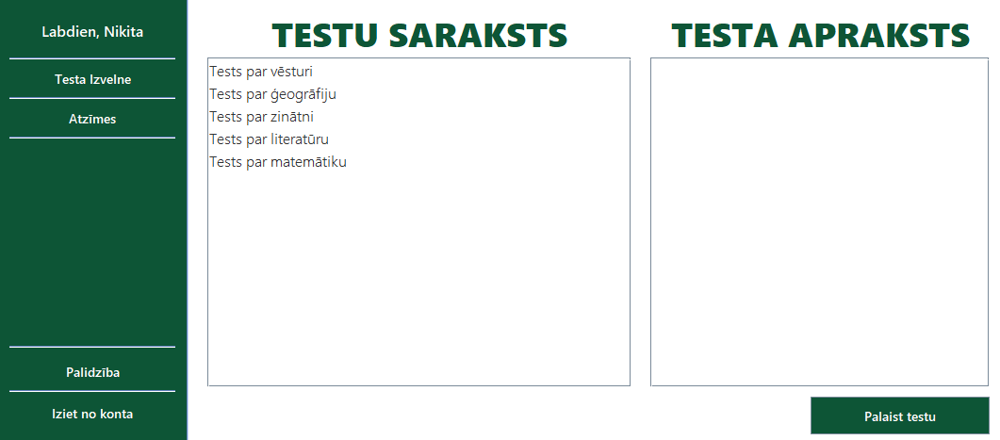 Labdien, Nikita
Testa Izvelne
Atzīmes
Palidzība
Iziet no konta
TESTU SARAKSTS
Tests par vēsturi
Tests par ģeogrāfiju
Tests par zinātni
Tests par literatūru
Tests par matemātiku
TESTA APRAKSTS
Palaist testu